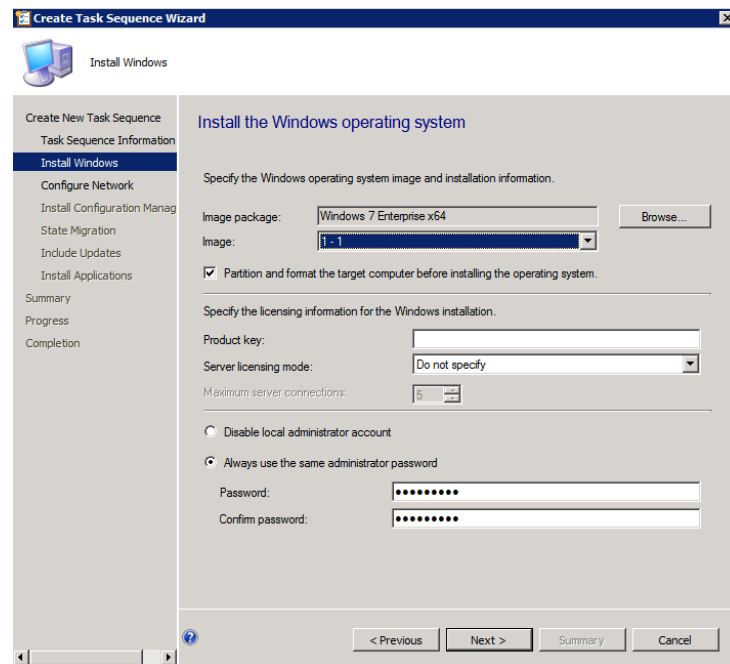 Create Task Sequence Wizard
Install Windows
Create New Task Sequence
Task Sequence Information
Install Windows
Configure Network
Install Configuration Manag
State Migration
Include Updates
Install Applications
Summary
Progress
Completion
Install the Windows operating system
Specify the Windows operating system image and installation information.
Image package: Windows 7 Enterprise x64 Browse...
Image: 1 - 1
Partition and format the target computer before installing the operating system.
Specify the licensing information for the Windows installation.
Product key:
Server licensing mode: Do not specify
Maximum server connections: 5
Disable local administrator account
Always use the same administrator password
Password: •••••••••
Confirm password: •••••••••
< Previous Next > Summary Cancel